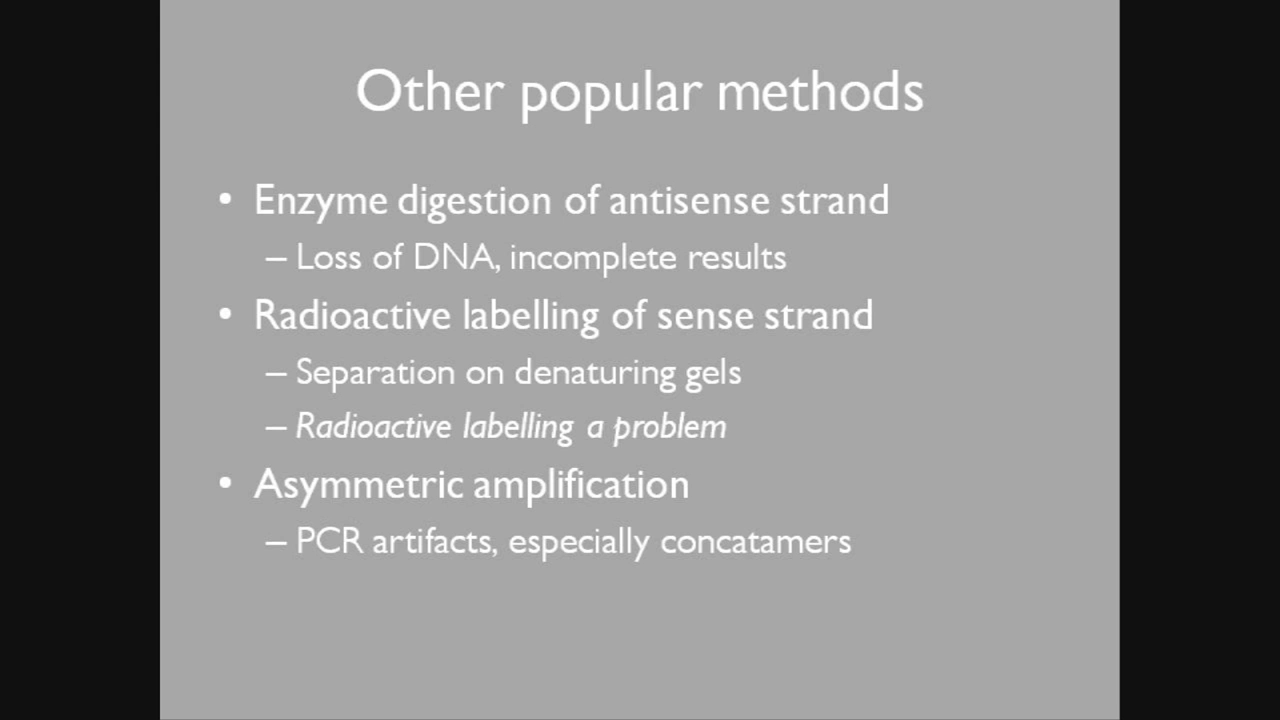 Other popular methods
• Enzyme digestion of antisense strand
– Loss of DNA, incomplete results
• Radioactive labelling of sense strand
– Separation on denaturing gels
– Radioactive labelling a problem
• Asymmetric amplification
– PCR artifacts, especially concatamers